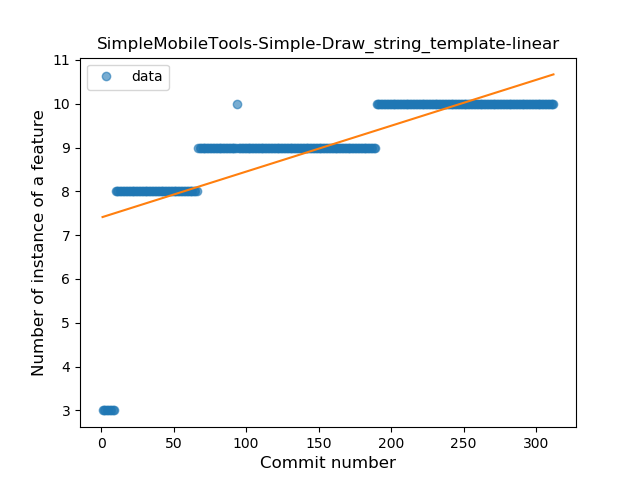 SimpleMobileTools-Simple-Draw_string_template-linear
data
Number of instance of a feature
11
10
9
8
7
6
5
4
3
0 50 100 150 200 250 300
Commit number